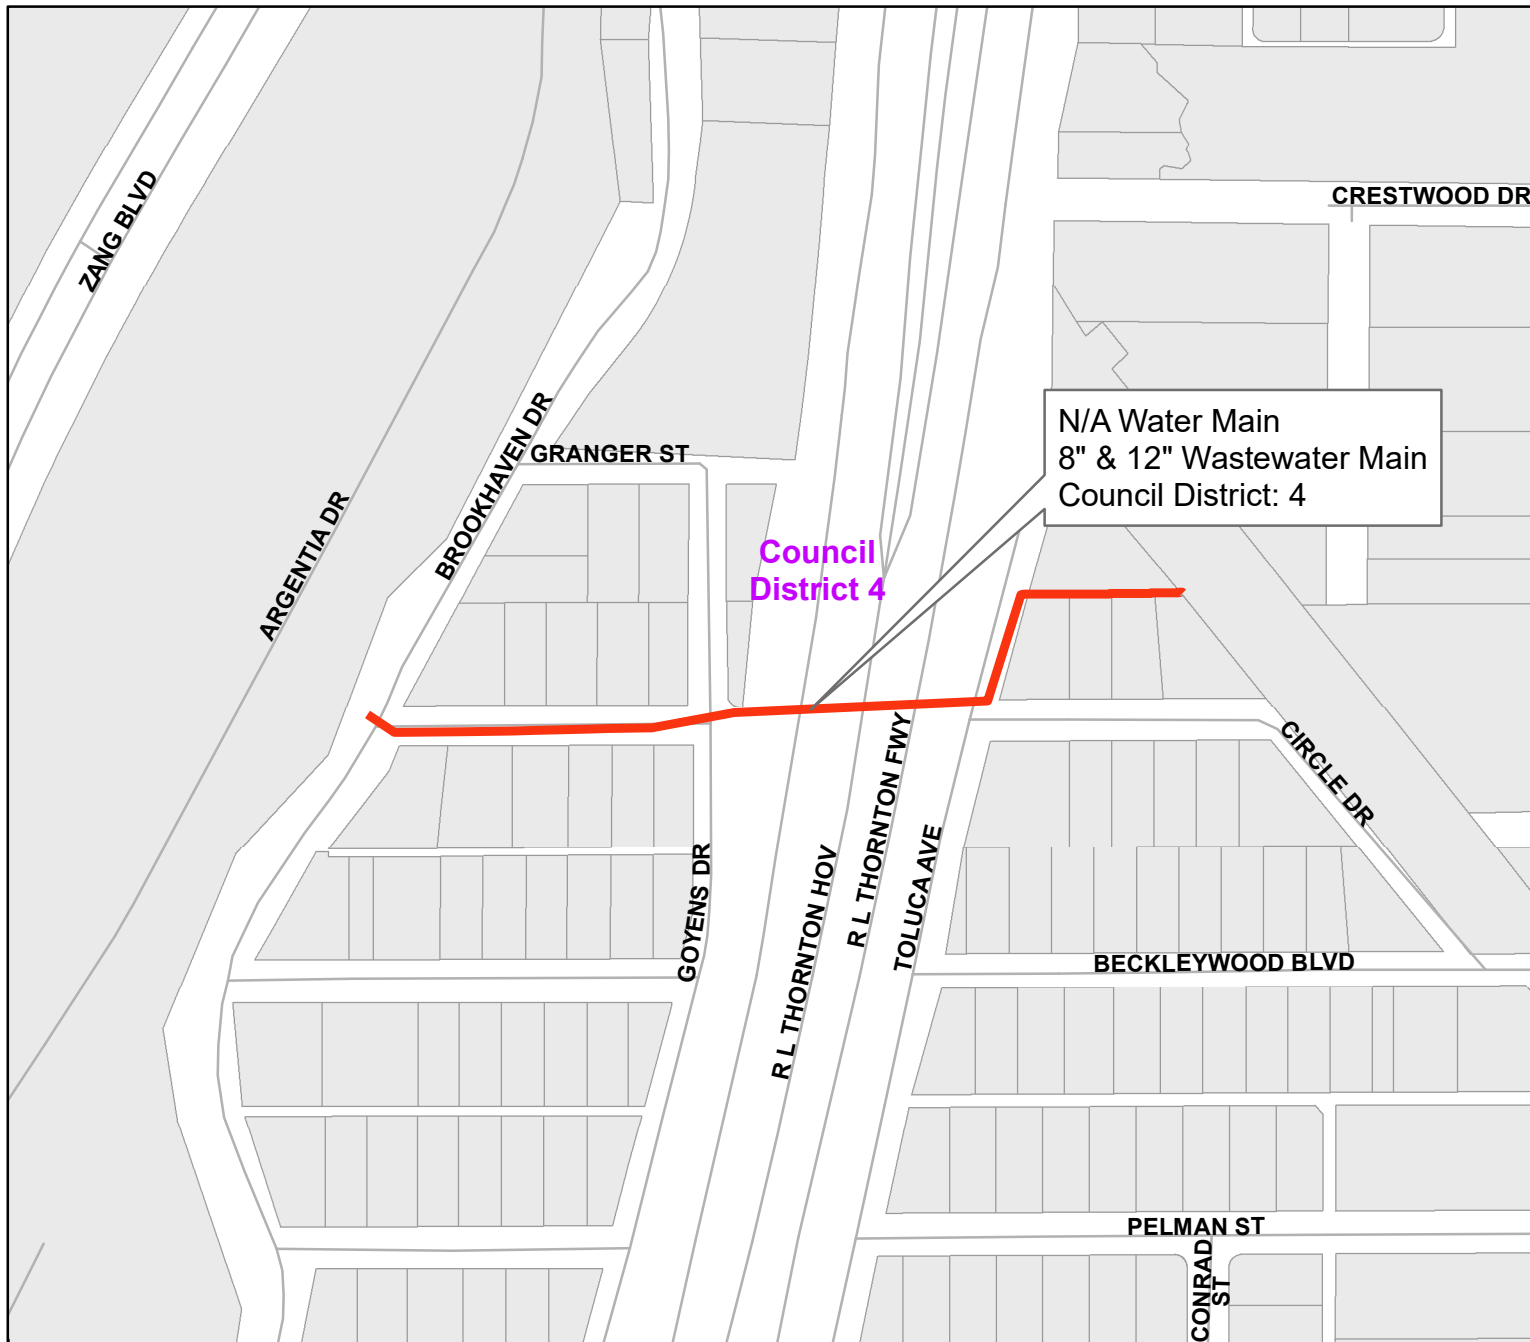 CRESTWOOD DR
ZANG BLVD
BROOKHAVEN DR
GRANGER ST
N/A Water Main
8" & 12" Wastewater Main
Council District: 4
ARGENTIA DR
Council
District 4
CIRCLE DR
R L THORNTON FWY
TOLUCA AVE
GOYENS DR
R L THORNTON HOV
BECKLEYWOOD BLVD
PELMAN ST
CONRAD
ST